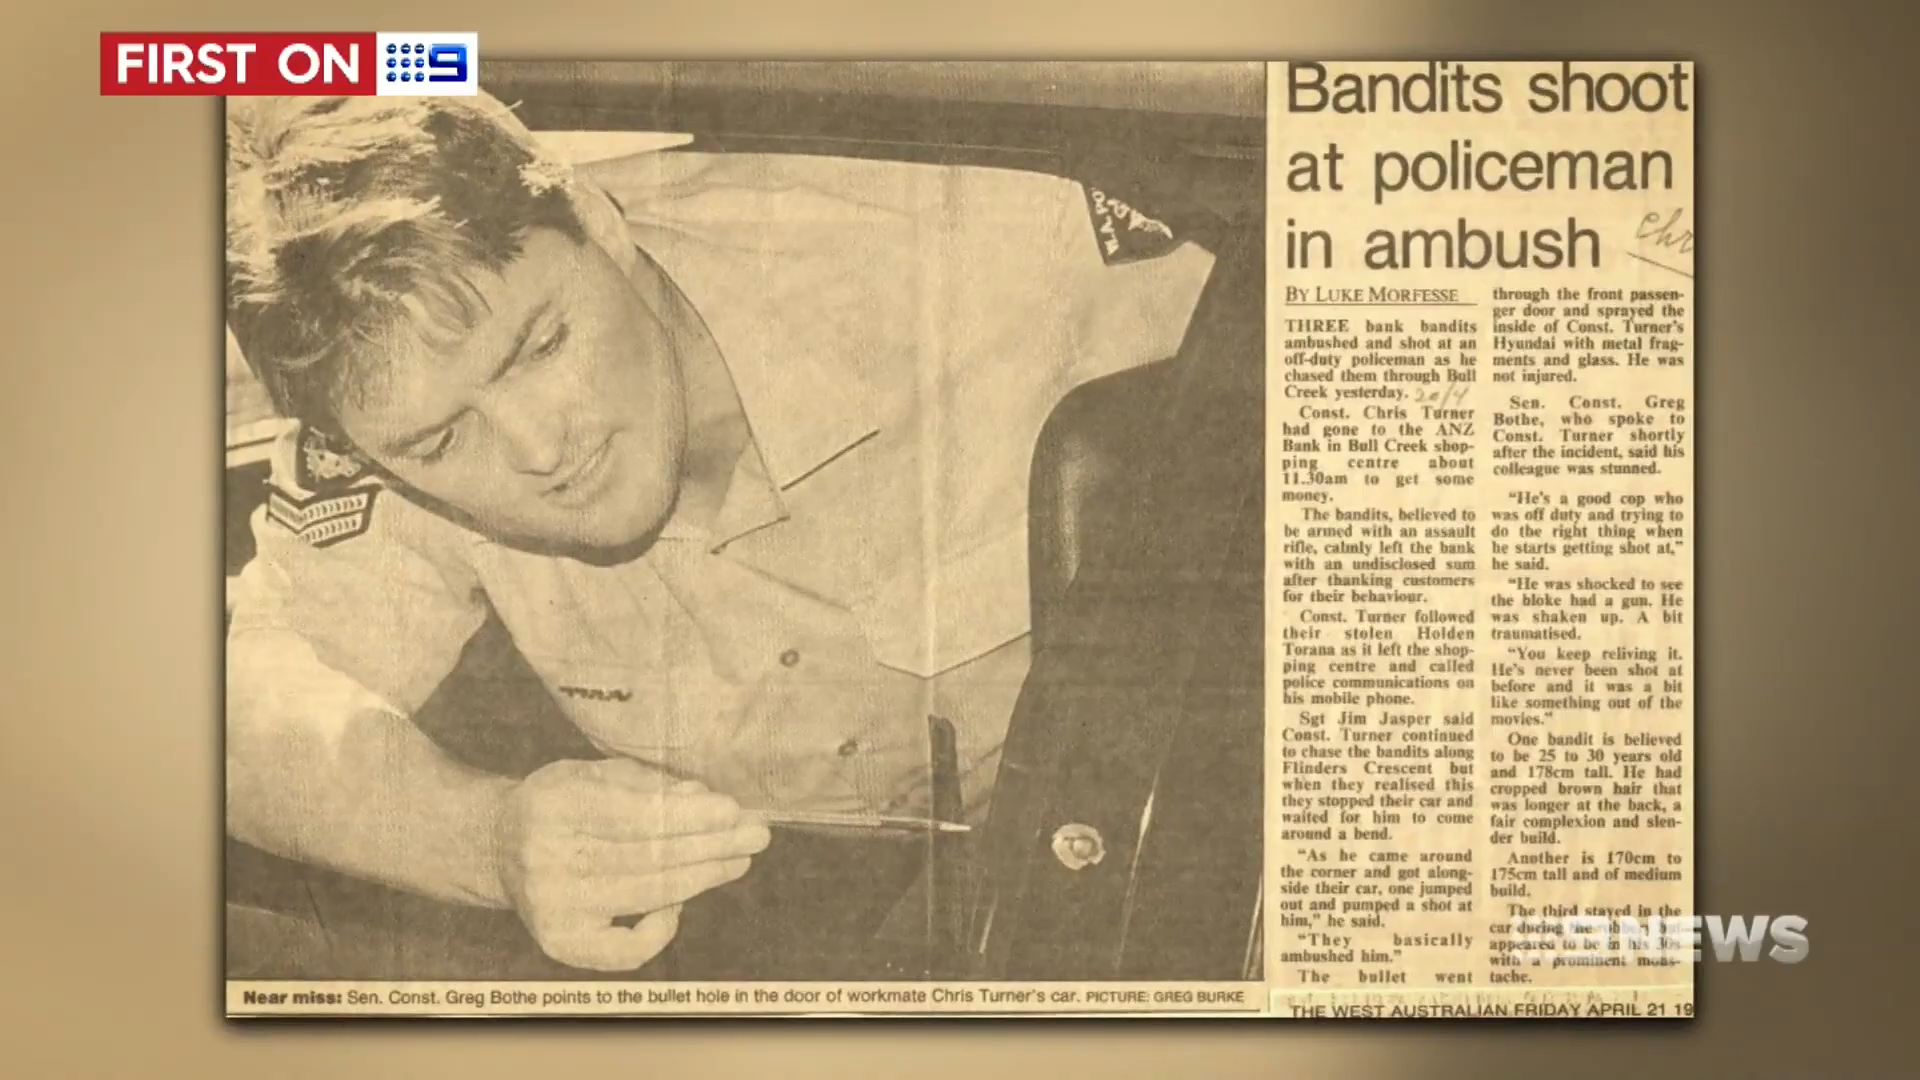 FIRST ON 9
Bandits shoot
at policeman
in ambush
BY LUKE MORFESSE
THREE bank bandits
ambushed and shot at an
off-duty policeman as he
chased them through Bull
Creek yesterday. 20/4
Const. Chris Turner
had gone to the ANZ
Bank in Bull Creek shop-
ping centre about
11.30am to get some
money.
The bandits, believed to
be armed with an assault
rifle, calmly left the bank
with an undisclosed sum
after thanking customers
for their behaviour.
Const. Turner followed
their stolen Holden
Torana as it left the shop-
ping centre and called
police communications on
his mobile phone.
Sgt Jim Jasper said
Const. Turner continued
to chase the bandits along
Flinders Crescent but
when they realised this
they stopped their car and
waited for him to come
around a bend.
"As he came around
the corner and got along-
side their car, one jumped
out and pumped a shot at
him," he said.
"They basically
ambushed him."
The bullet went
through the front passen-
ger door and sprayed the
inside of Const. Turner's
Hyundai with metal frag-
ments and glass. He was
not injured.
Sen. Const. Greg
Bothe, who spoke to
Const. Turner shortly
after the incident, said his
colleague was stunned.
"He's a good cop who
was off duty and trying to
do the right thing when
he starts getting shot at,"
he said.
"He was shocked to see
the bloke had a gun. He
was shaken up. A bit
traumatised.
"You keep reliving it.
He's never been shot at
before and it was a bit
like something out of the
movies."
One bandit is believed
to be 25 to 30 years old
and 178cm tall. He had
cropped brown hair that
was longer at the back, a
fair complexion and slen-
der build.
Another is 170cm to
175cm tall and of medium
build.
The third stayed in the
car during the
appeared to be in his 30s
with a prominent mous-
tache.
NEWS
Near miss: Sen. Const. Greg Bothe points to the bullet hole in the door of workmate Chris Turner's car. PICTURE: GREG BURKE
THE WEST AUSTRALIAN FRIDAY APRIL 21 19